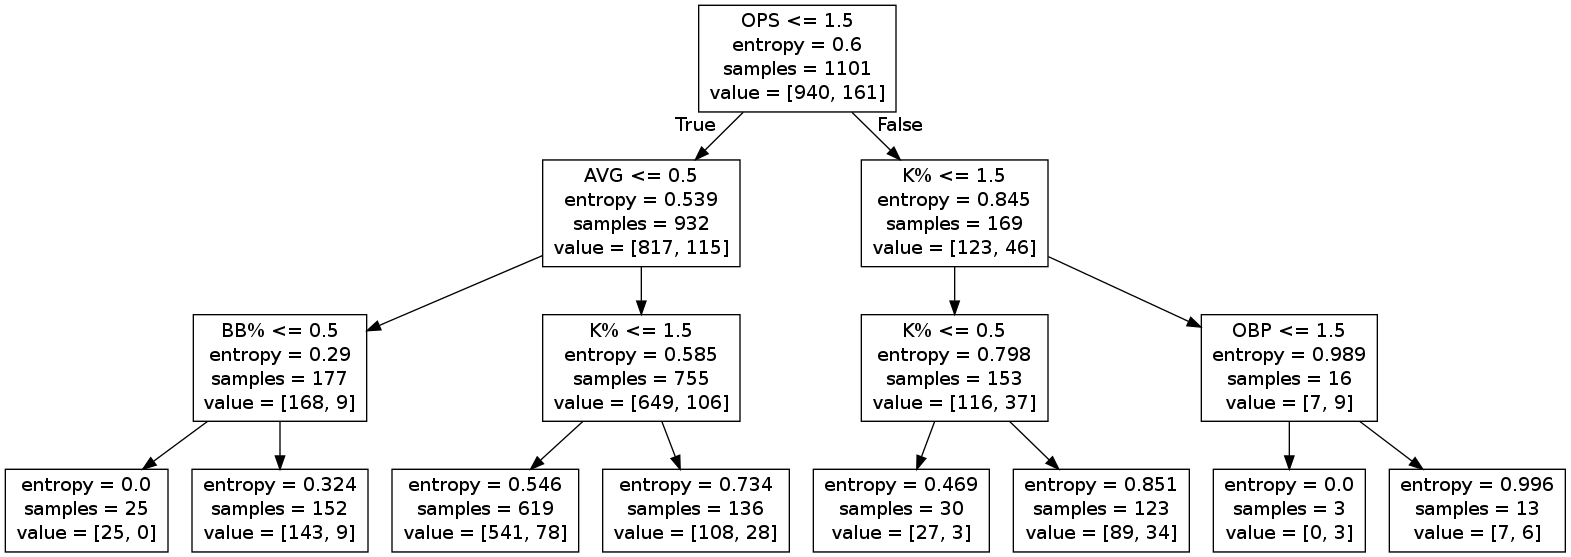 OPS <= 1.5
entropy = 0.6
samples = 1101
value = [940, 161]
True
False
AVG <= 0.5
entropy = 0.539
samples = 932
value = [817, 115]
K% <= 1.5
entropy = 0.845
samples = 169
value = [123, 46]
BB% <= 0.5
entropy = 0.29
samples = 177
value = [168, 9]
K% <= 1.5
entropy = 0.585
samples = 755
value = [649, 106]
K% <= 0.5
entropy = 0.798
samples = 153
value = [116, 37]
OBP <= 1.5
entropy = 0.989
samples = 16
value = [7, 9]
entropy = 0.0
samples = 25
value = [25, 0]
entropy = 0.324
samples = 152
value = [143, 9]
entropy = 0.546
samples = 619
value = [541, 78]
entropy = 0.734
samples = 136
value = [108, 28]
entropy = 0.469
samples = 30
value = [27, 3]
entropy = 0.851
samples = 123
value = [89, 34]
entropy = 0.0
samples = 3
value = [0, 3]
entropy = 0.996
samples = 13
value = [7, 6]